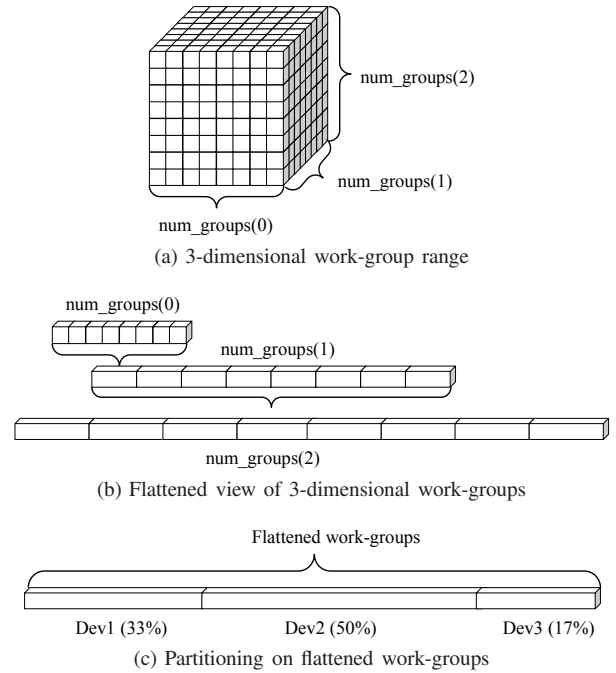 num_groups(2)
num_groups(1)
num_groups(0)
(a) 3-dimensional work-group range
num_groups(0)
num_groups(1)
num_groups(2)
(b) Flattened view of 3-dimensional work-groups
Flattened work-groups
Dev1 (33%) Dev2 (50%) Dev3 (17%)
(c) Partitioning on flattened work-groups